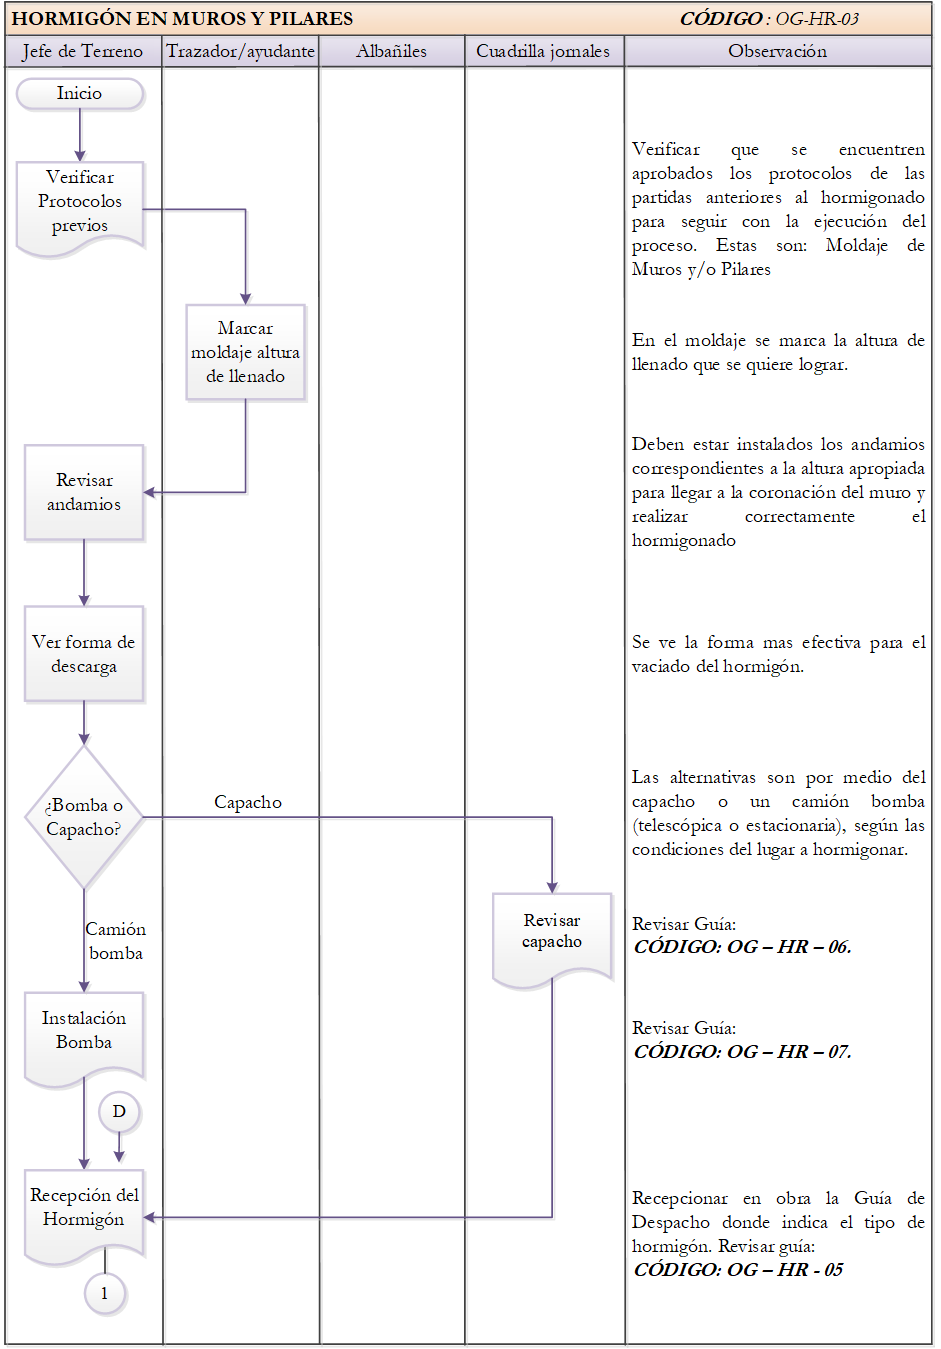 HORMIGÓN EN MUROS Y PILARES CÓDIGO : OG-HR-03
Jefe de Terreno Trazador/ayudante Albañiles Cuadrilla jornales Observación
Inicio
Verificar
Protocolos
previos
Verificar que se encuentren
aprobados los protocolos de las
partidas anteriores al hormigonado
para seguir con la ejecución del
proceso. Estas son: Moldaje de
Muros y/o Pilares
Marcar
moldaje altura
de llenado
En el moldaje se marca la altura de
llenado que se quiere lograr.
Revisar
andamios
Deben estar instalados los andamios
correspondientes a la altura apropiada
para llegar a la coronación del muro y
realizar correctamente el
hormigonado
Ver forma de
descarga
Se ve la forma mas efectiva para el
vaciado del hormigón.
¿Bomba o
Capacho?
Capacho
Las alternativas son por medio del
capacho o un camión bomba
(telescópica o estacionaria), según las
condiciones del lugar a hormigonar.
Camión
bomba
Revisar
capacho
Revisar Guía:
CÓDIGO: OG – HR – 06.
Instalación
Bomba
Revisar Guía:
CÓDIGO: OG – HR – 07.
D
Recepción del
Hormigón
Recepcionar en obra la Guía de
Despacho donde indica el tipo de
hormigón. Revisar guía:
CÓDIGO: OG – HR - 05
1